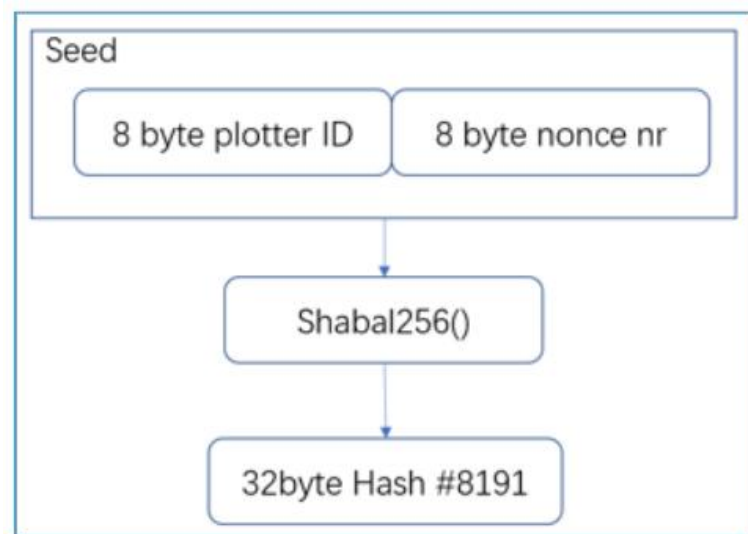 Seed
8 byte plotter ID
8 byte nonce nr
Shabal256()
32byte Hash #8191